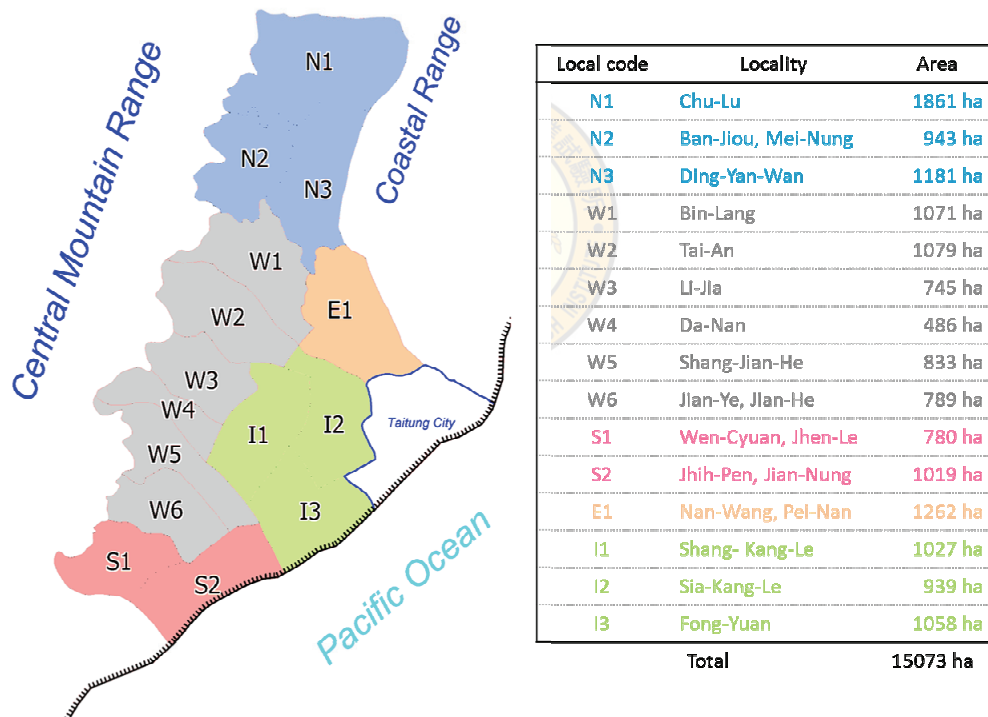 Central Mountain Range
Coastal Range
N1
N2
N3
W1
E1
W2
W3
W4
I1
I2
Taitung City
W5
W6
I3
S1
S2
Pacific Ocean
Local code Locality Area
N1 Chu-Lu 1861 ha
N2 Ban-Jiou, Mei-Nung 943 ha
N3 Ding-Yan-Wan 1181 ha
W1 Bin-Lang 1071 ha
W2 Tai-An 1079 ha
W3 Li-Jia 745 ha
W4 Da-Nan 486 ha
W5 Shang-Jian-He 833 ha
W6 Jian-Ye, Jian-He 789 ha
S1 Wen-Cyuan, Jhen-Le 780 ha
S2 Jhih-Pen, Jian-Nung 1019 ha
E1 Nan-Wang, Pei-Nan 1262 ha
I1 Shang- Kang-Le 1027 ha
I2 Sia-Kang-Le 939 ha
I3 Fong-Yuan 1058 ha
Total 15073 ha